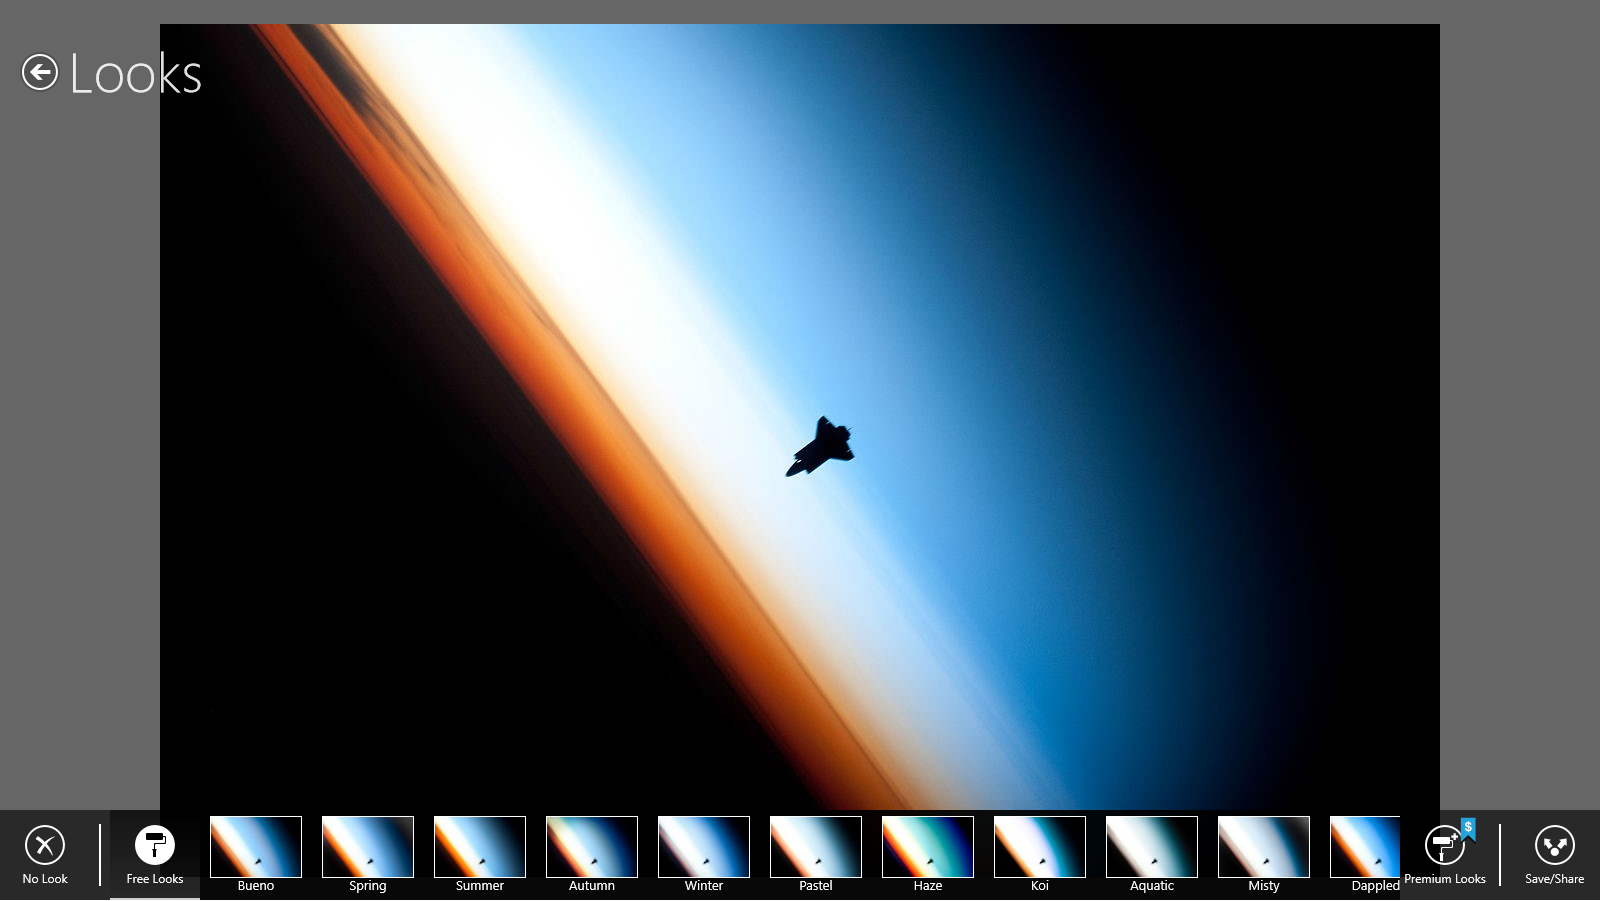 Looks
No Look
Free Looks
Bueno
Spring
Summer
Autumn
Winter
Pastel
Haze
Koi
Aquatic
Misty
Dappled
$
Premium Looks
Save/Share